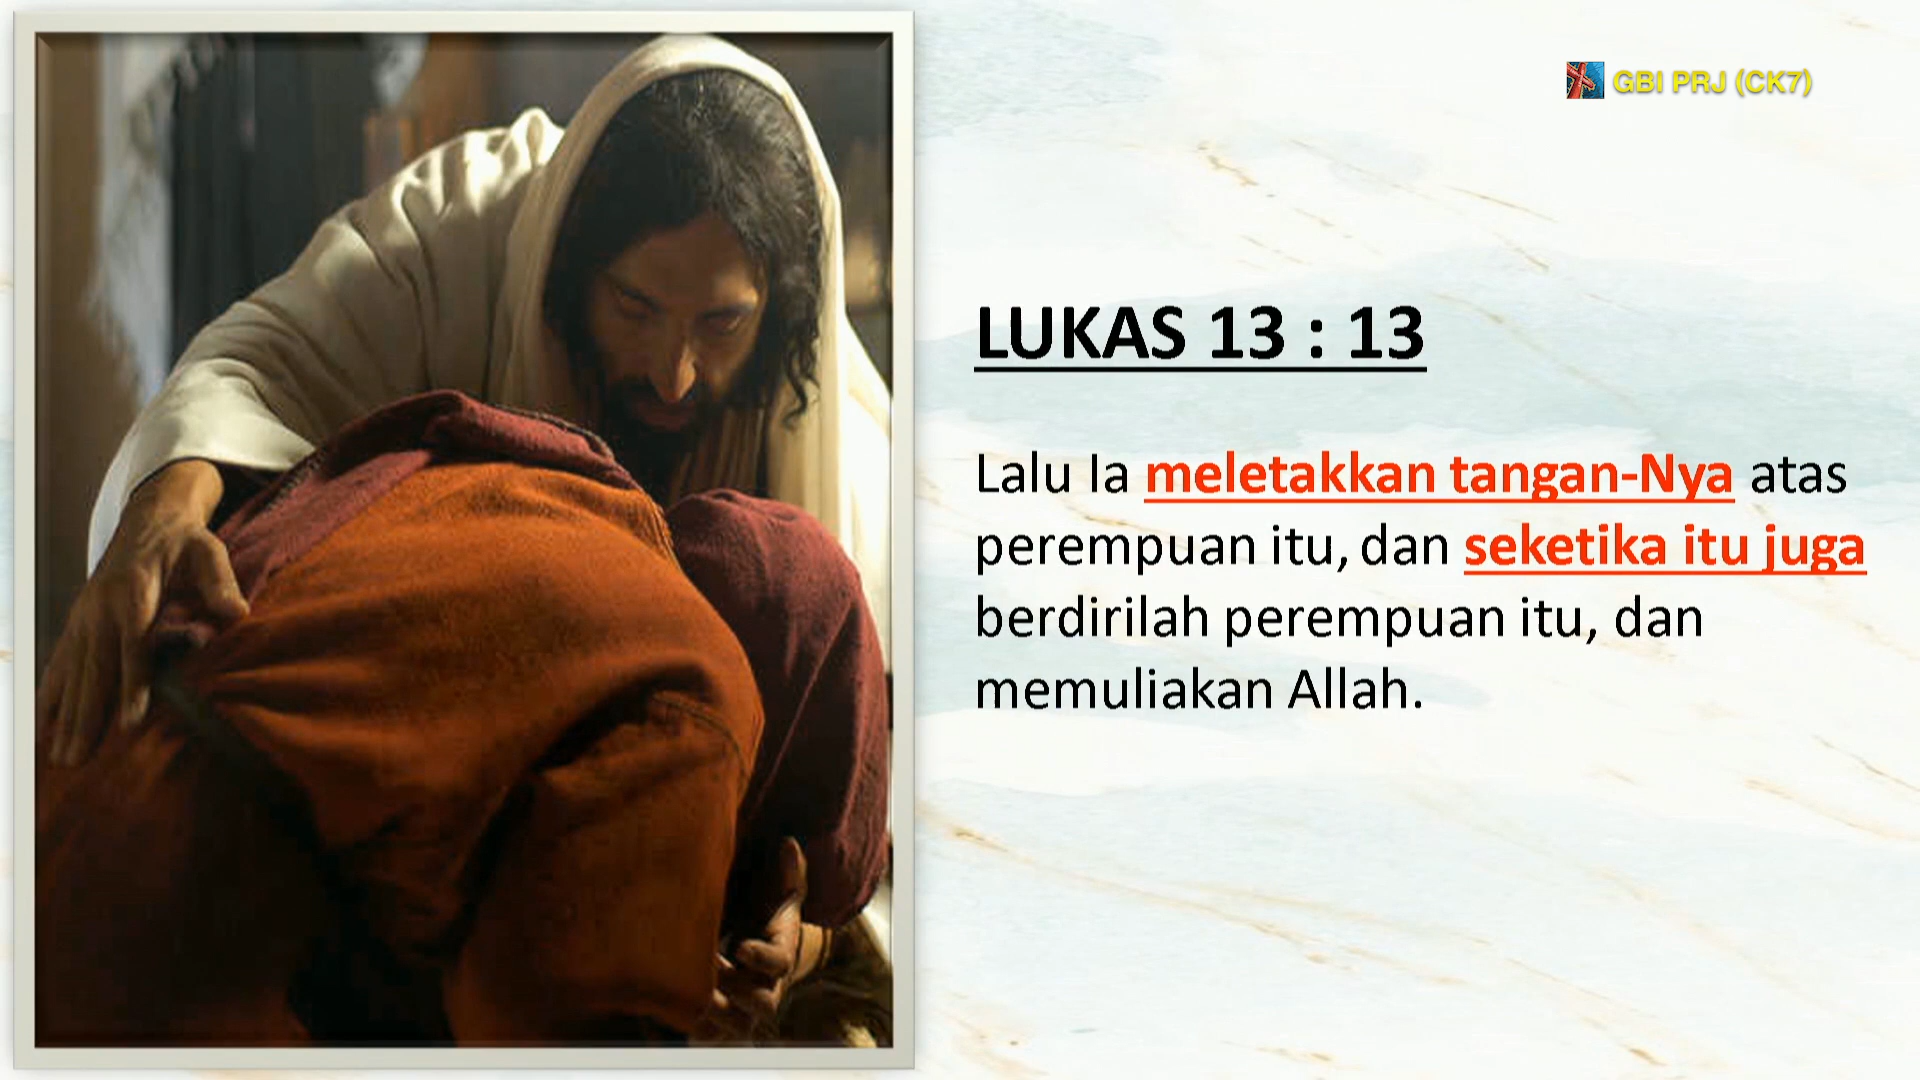 GBI PRJ (CK7)
LUKAS 13 : 13
Lalu Ia meletakkan tangan-Nya atas
perempuan itu, dan seketika itu juga
berdirilah perempuan itu, dan
memuliakan Allah.